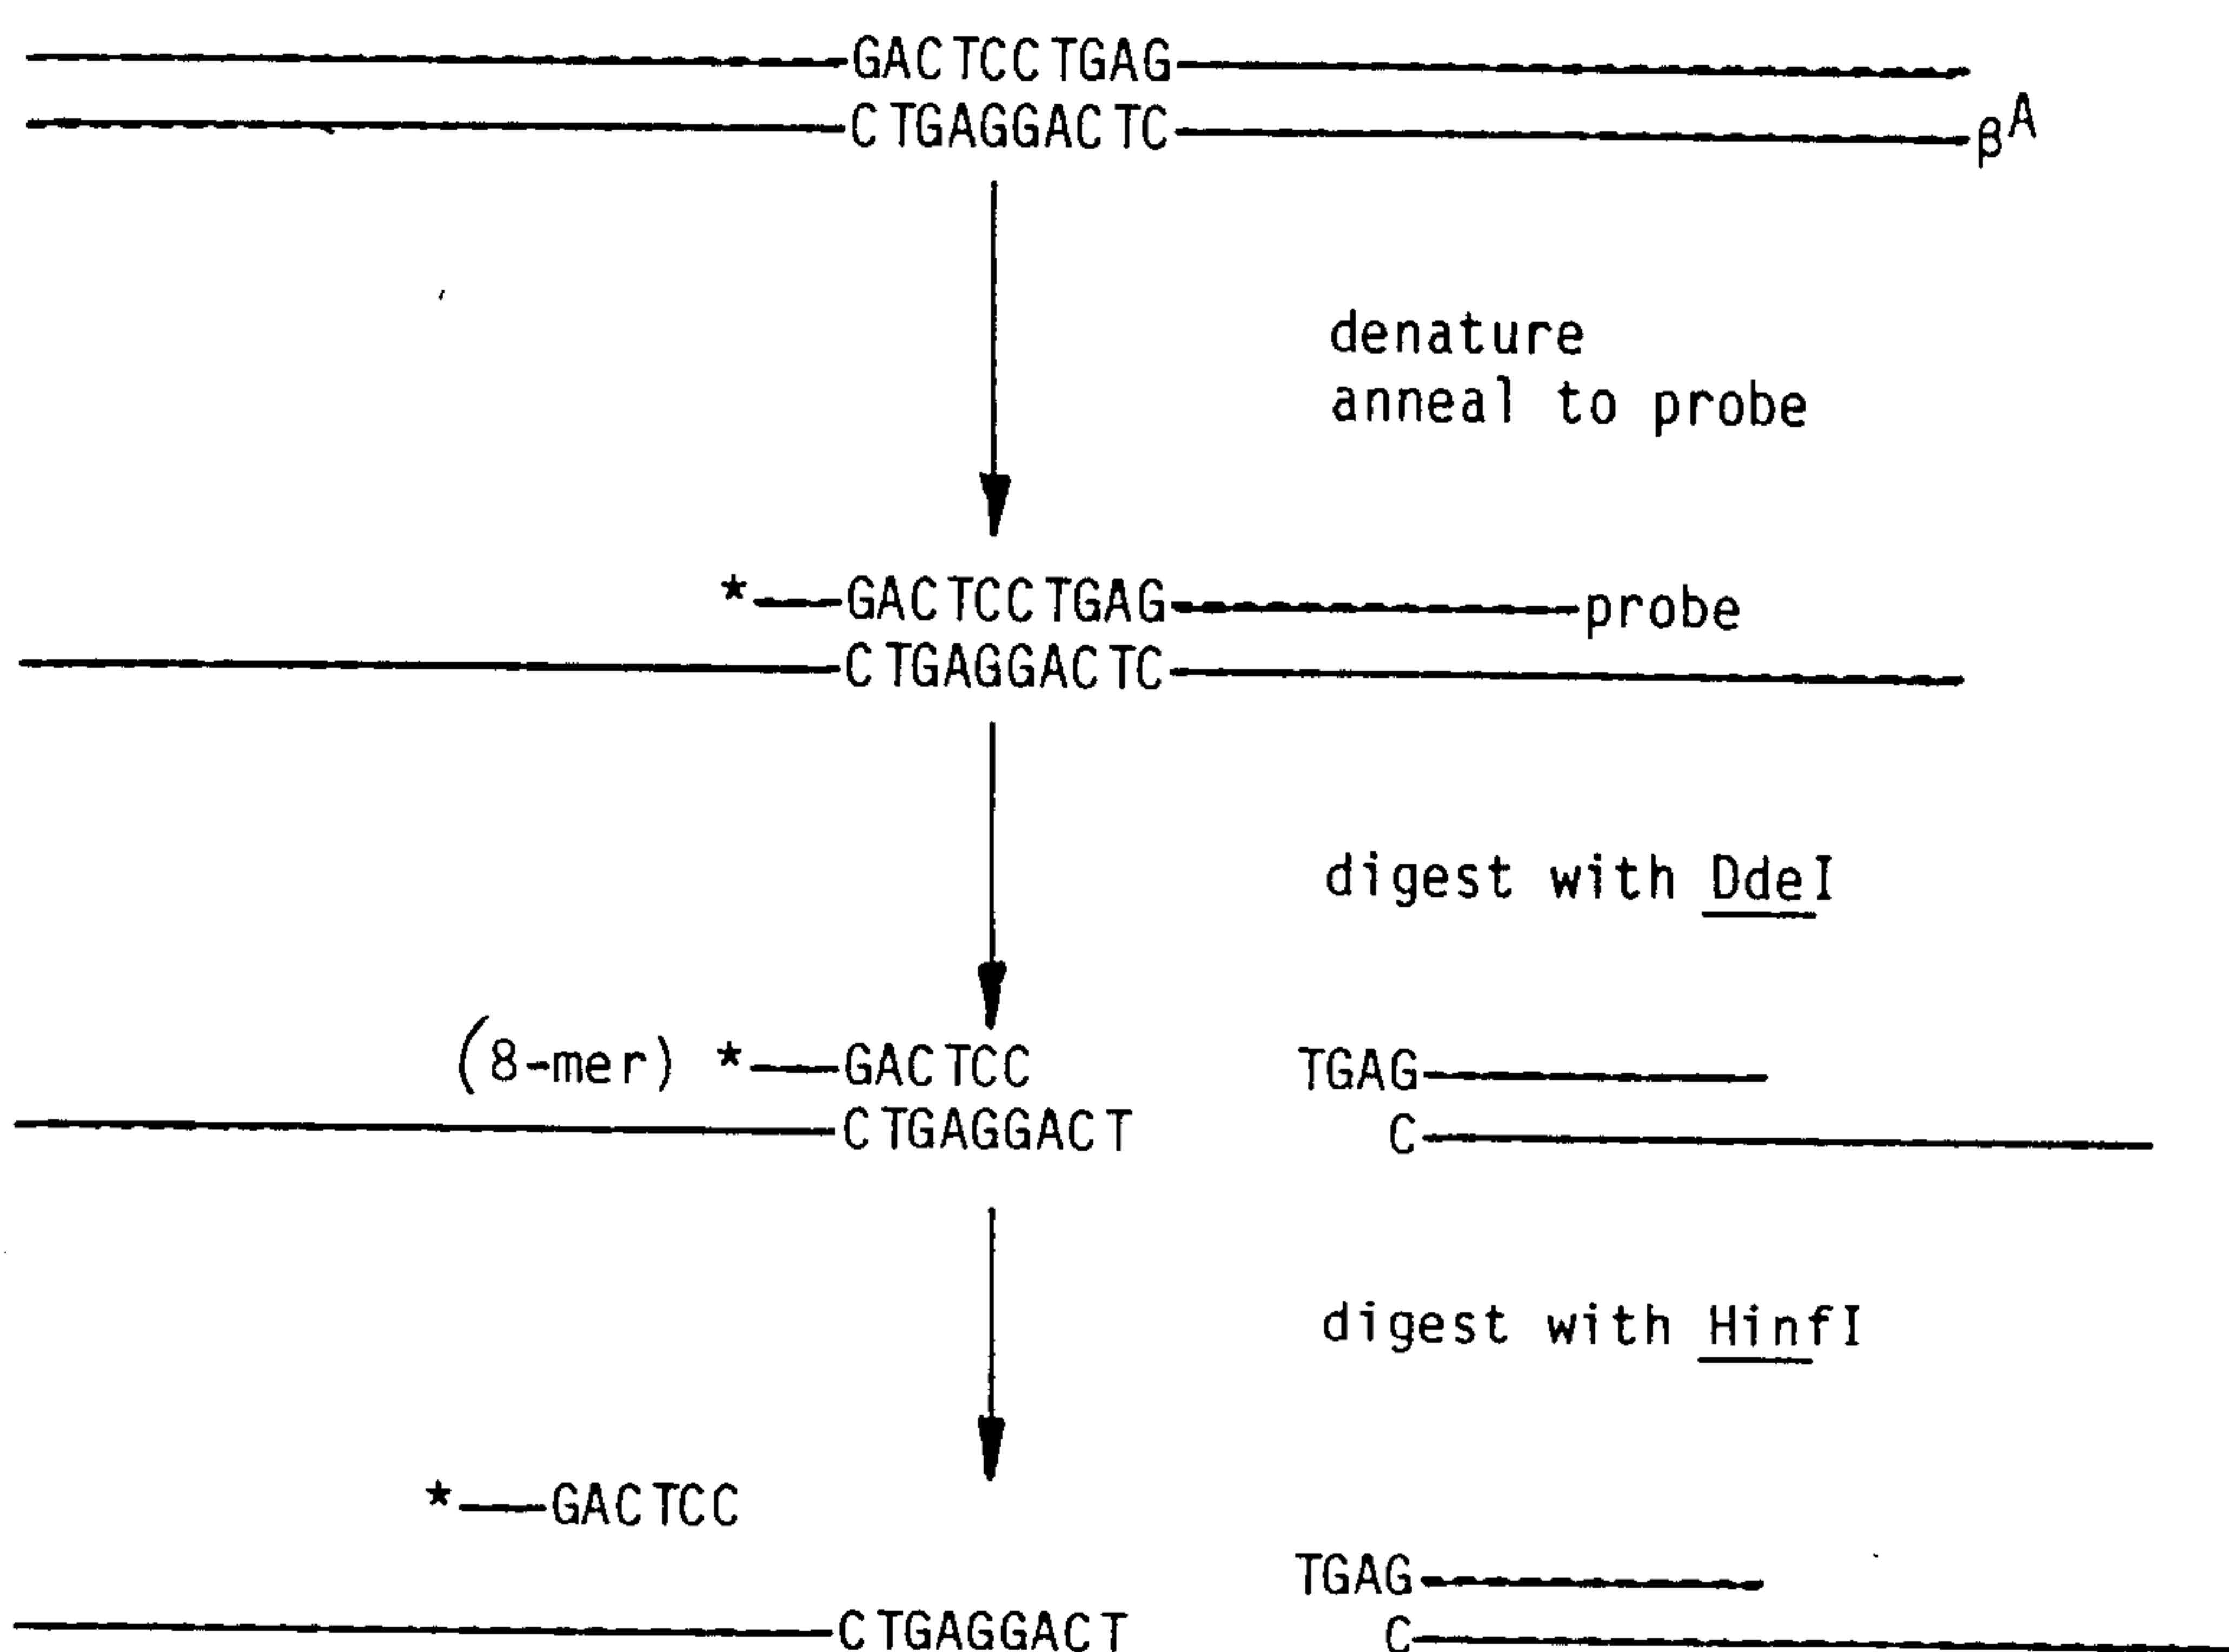 GACTCCTGAG
CTGAGGACTC βA
denature
anneal to probe
*—GACTCCTGAG—probe
CTGAGGACTC
digest with DdeI
(8-mer) *—GACTCC TGAG
CTGAGGACT C
digest with HinfI
*—GACTCC
TGAG
CTGAGGACT C